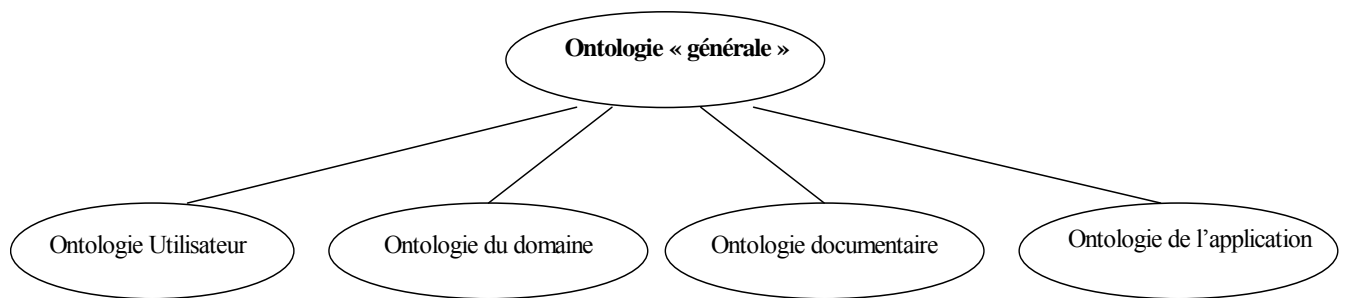 Ontologie « générale »
Ontologie Utilisateur
Ontologie du domaine
Ontologie documentaire
Ontologie de l’application